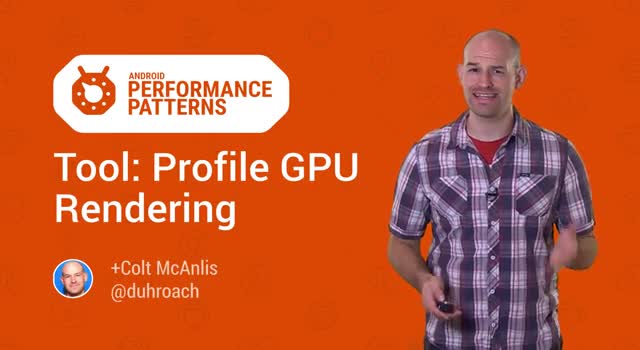 ANDROID
PERFORMANCE
PATTERNS
Tool: Profile GPU
Rendering
+Colt McAnlis
@duhroach